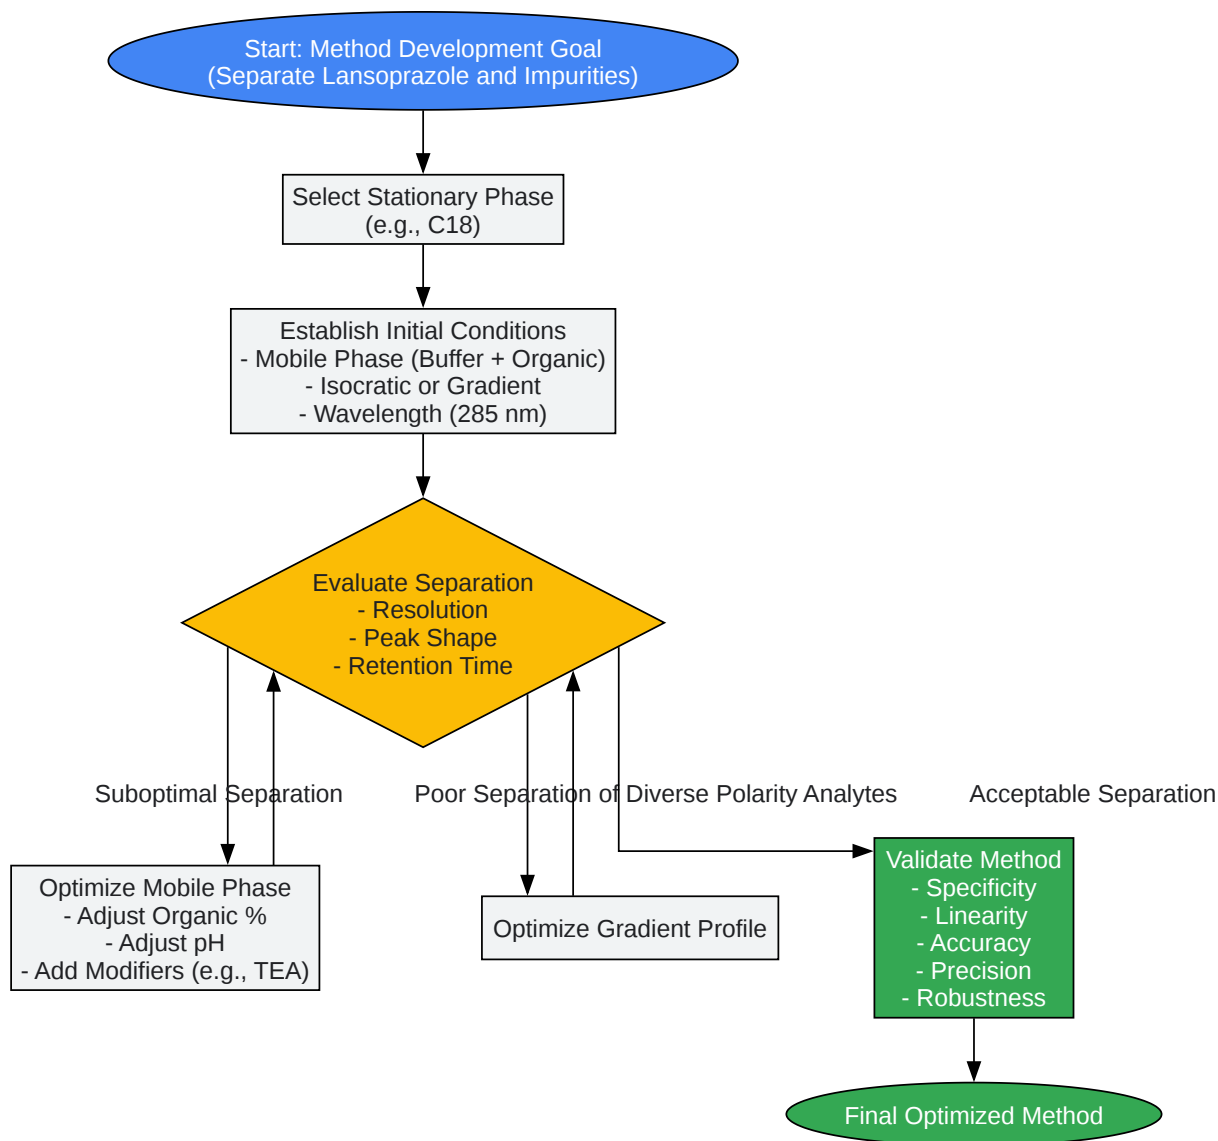 Start: Method Development Goal
(Separate Lansoprazole and Impurities)
Select Stationary Phase
(e.g., C18)
Establish Initial Conditions
- Mobile Phase (Buffer + Organic)
- Isocratic or Gradient
- Wavelength (285 nm)
Evaluate Separation
- Resolution
- Peak Shape
- Retention Time
Suboptimal Separation
Poor Separation of Diverse Polarity Analytes
Acceptable Separation
Optimize Mobile Phase
- Adjust Organic %
- Adjust pH
- Add Modifiers (e.g., TEA)
Optimize Gradient Profile
Validate Method
- Specificity
- Linearity
- Accuracy
- Precision
- Robustness
Final Optimized Method